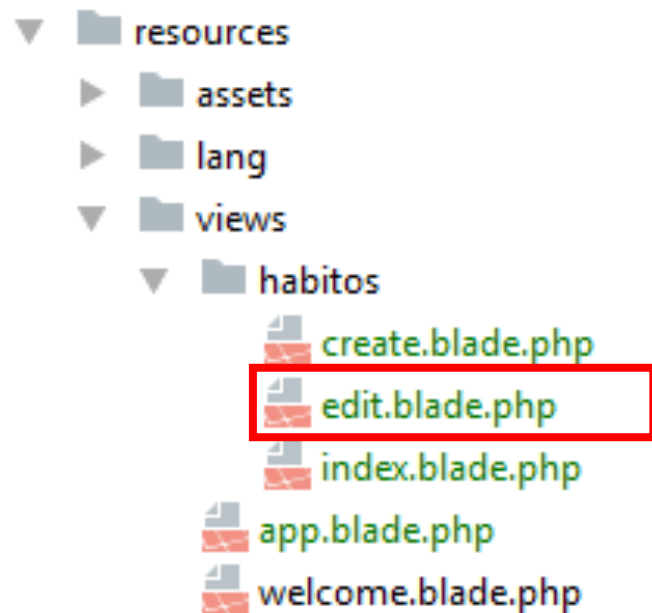 resources
assets
lang
views
habitos
create.blade.php
edit.blade.php
index.blade.php
app.blade.php
welcome.blade.php